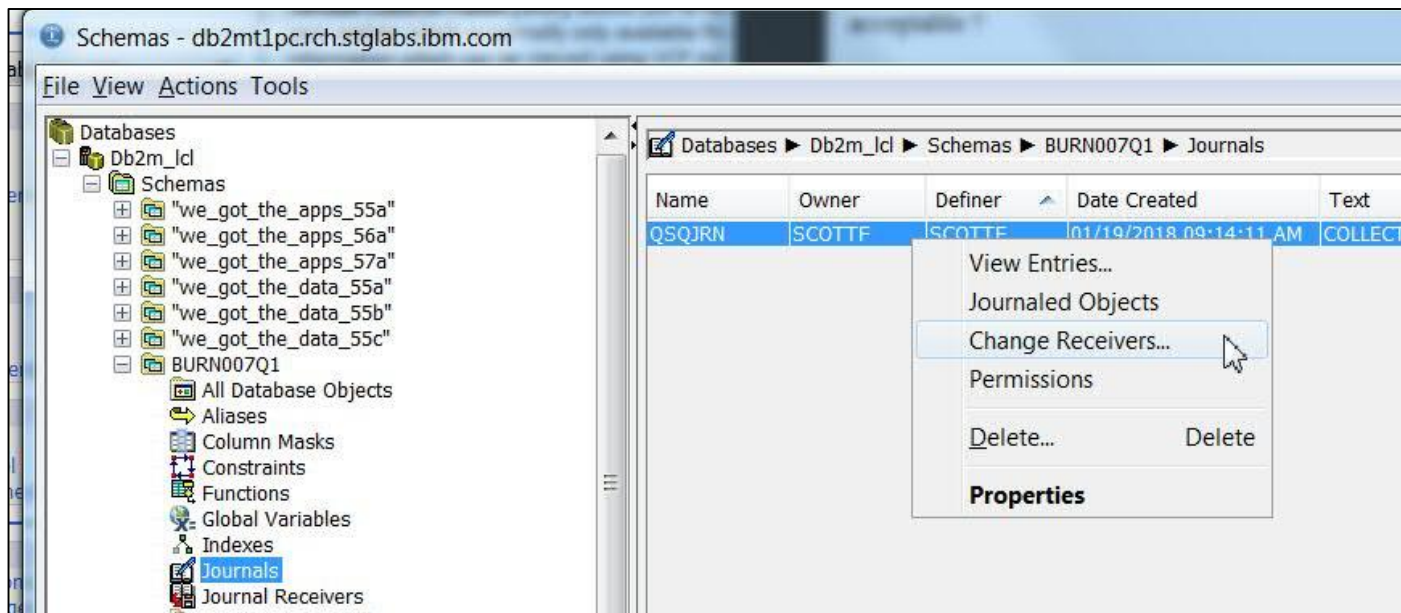 acceptable ?
Schemas - db2mt1pc.rch.stglabs.ibm.com
File View Actions Tools
Databases
Db2m_lcl
Schemas
"we_got_the_apps_55a"
"we_got_the_apps_56a"
"we_got_the_apps_57a"
"we_got_the_data_55a"
"we_got_the_data_55b"
"we_got_the_data_55c"
BURN007Q1
All Database Objects
Aliases
Column Masks
Constraints
Functions
Global Variables
Indexes
Journals
Journal Receivers
Databases ▶ Db2m_lcl ▶ Schemas ▶ BURN007Q1 ▶ Journals
Name Owner Definer Date Created Text
QSQJRN SCOTTF SCOTTF 01/19/2018 09:14:11 AM COLLECT
View Entries...
Journaled Objects
Change Receivers...
Permissions
Delete... Delete
Properties